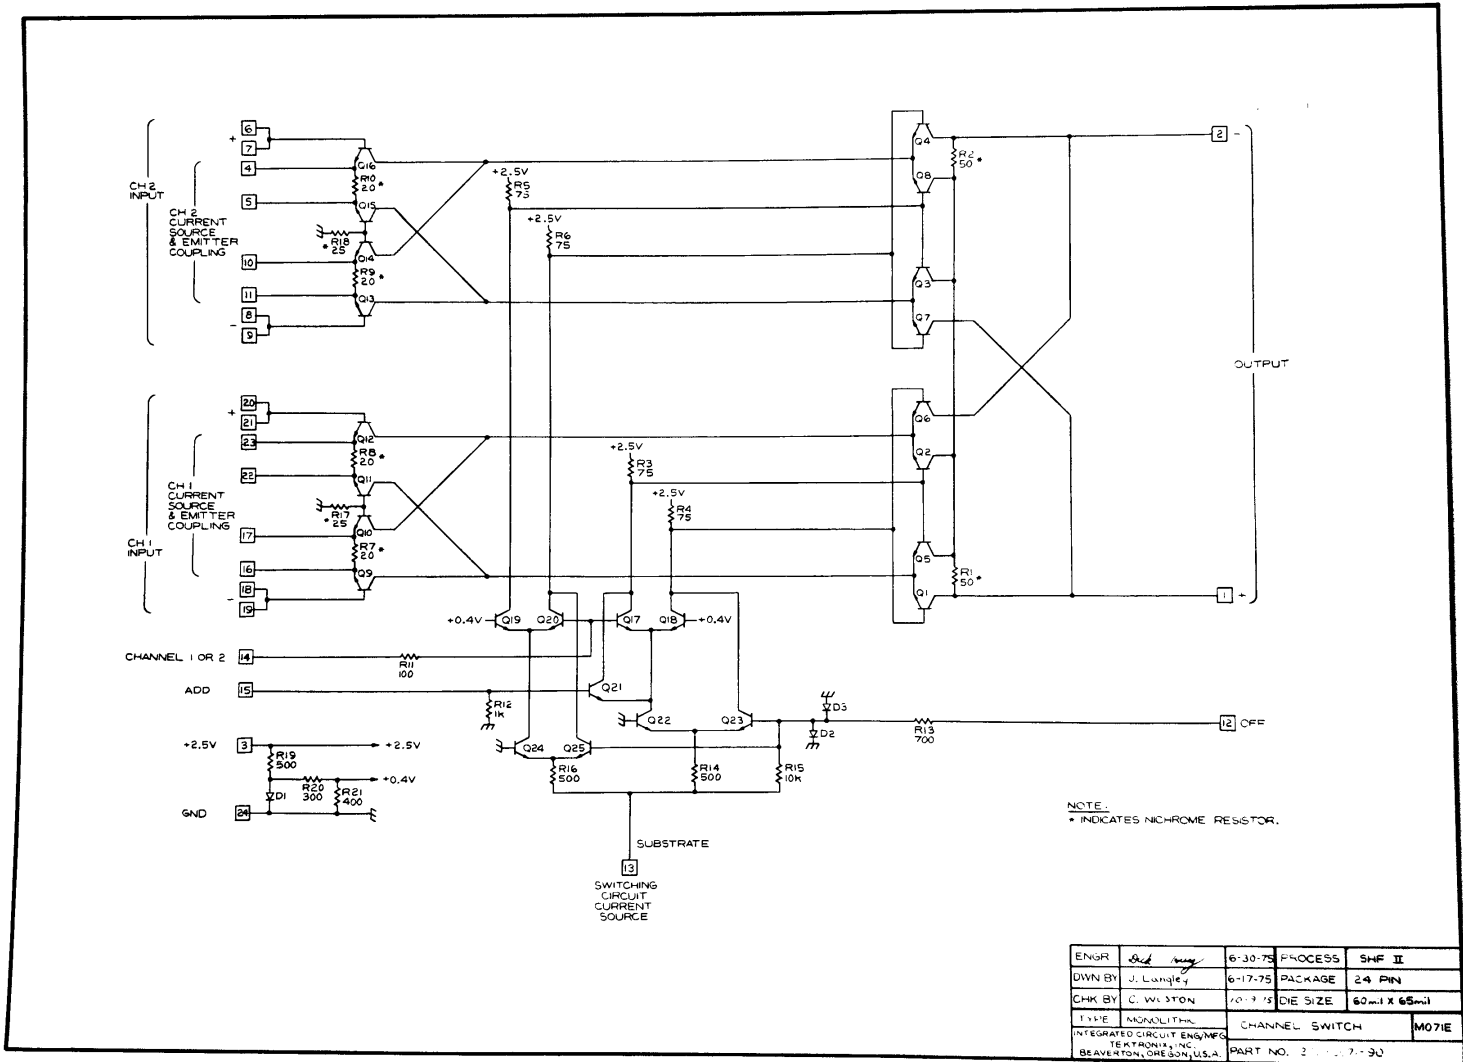 CH 2
INPUT
+
6
7
4
5
10
11
8
9
-
CH 2
CURRENT
SOURCE
& EMITTER
COUPLING
Q16
R10
20 *
Q15
* R18
25
Q14
R9
20 *
Q13
+2.5V
R5
75
+2.5V
R6
75
Q4
Q8
Q3
Q7
R2
50 *
2 -
OUTPUT
CH 1
INPUT
+
20
21
23
22
17
16
18
19
-
CH 1
CURRENT
SOURCE
& EMITTER
COUPLING
Q12
R8
20 *
Q11
R17
* 25
Q10
R7
20 *
Q9
+2.5V
R3
75
+2.5V
R4
75
Q6
Q2
Q5
Q1
R1
50 *
1 +
+0.4V
Q19
Q20
Q17
Q18
+0.4V
CHANNEL 1 OR 2
14
R11
100
ADD
15
R12
1K
Q21
Q22
Q23
D3
D2
R13
700
12
OFF
+2.5V
3
+2.5V
R19
500
Q24
Q25
R16
500
R14
500
R15
10K
+0.4V
D1
R20
300
R21
400
GND
24
SUBSTRATE
13
SWITCHING
CIRCUIT
CURRENT
SOURCE
NOTE:
* INDICATES NICHROME RESISTOR.
ENGR Dick 6-30-75 PROCESS SHF II
DWN BY J. Langley 6-17-75 PACKAGE 24 PIN
CHK BY C. WESTON DIE SIZE 60mil X 65mil
TYPE MONOLITHIC
CHANNEL SWITCH M071E
INTEGRATED CIRCUIT ENG/MFG
TEKTRONIX, INC.
BEAVERTON, OREGON, U.S.A.
PART NO.